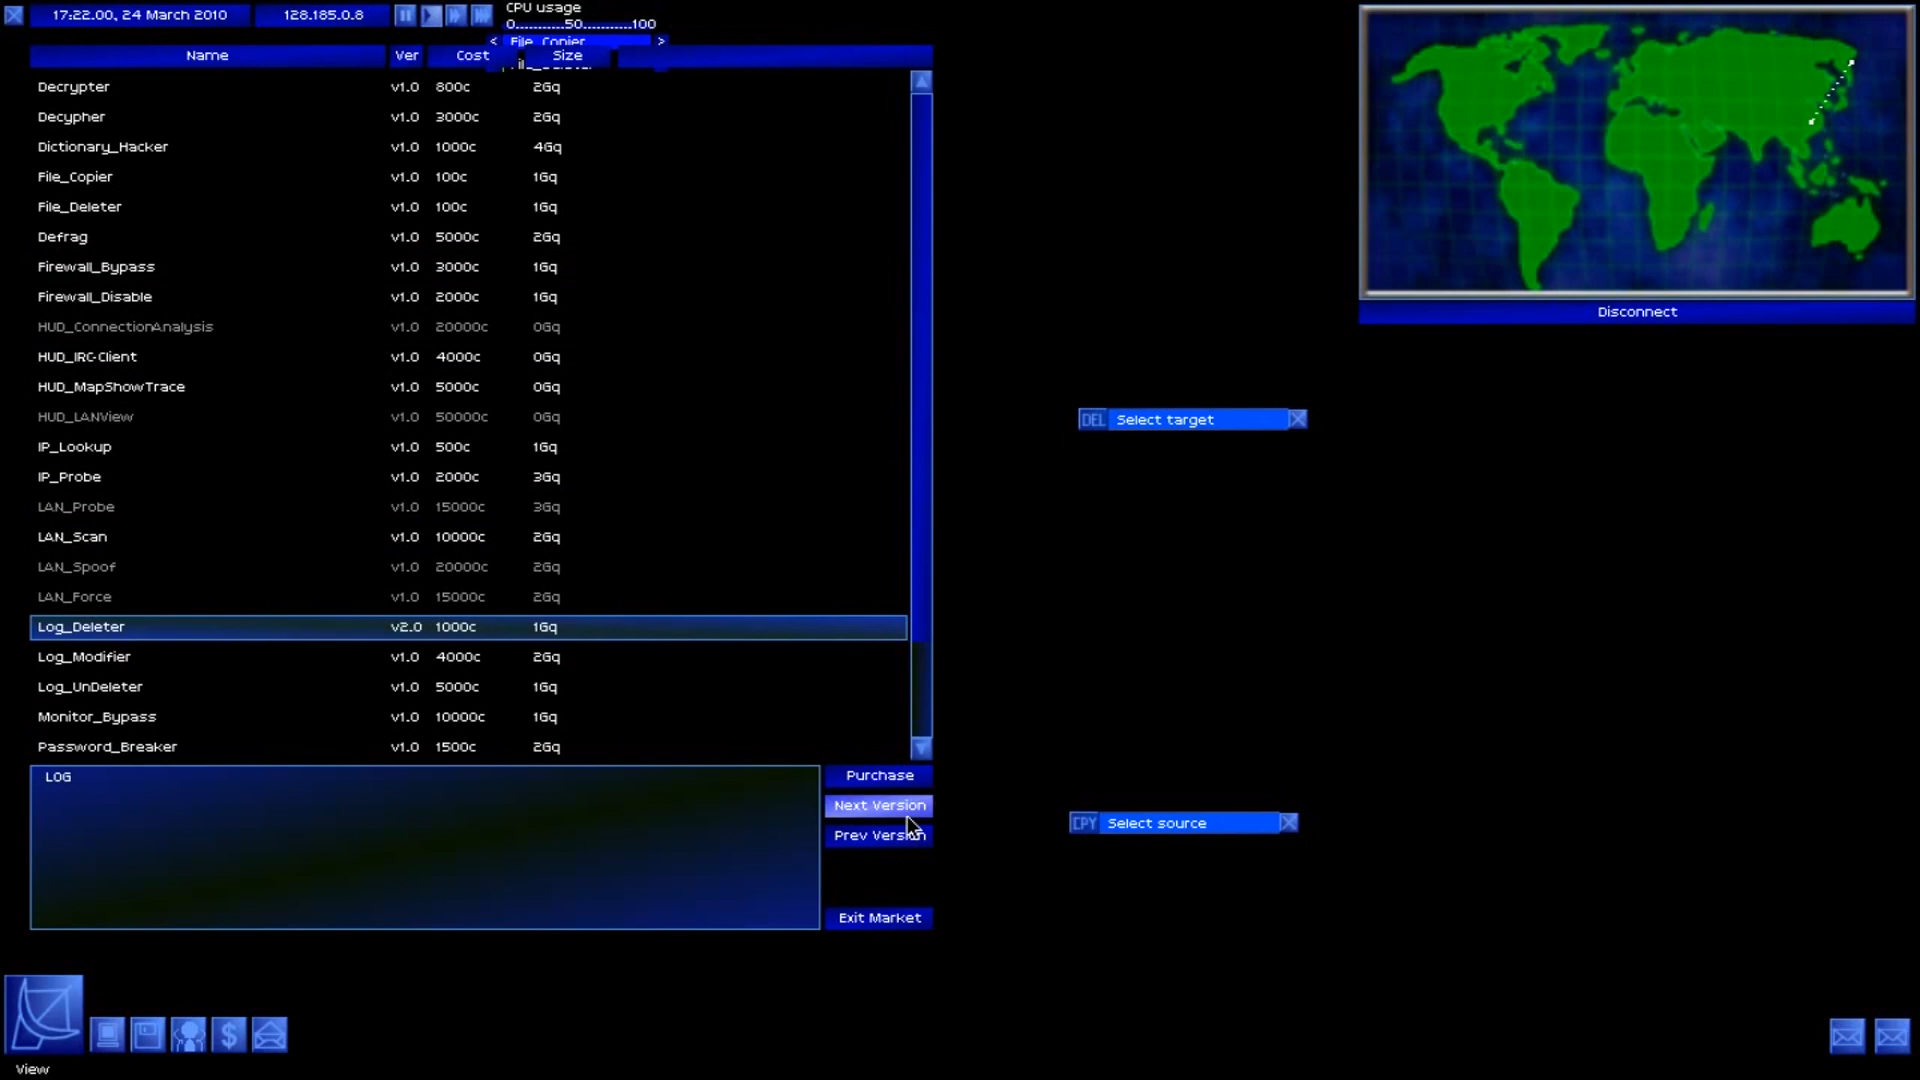 17:22.00, 24 March 2010
128.185.0.8
CPU usage
0...........50...........100
< File_Copier >
Name Ver Cost Size
Decrypter v1.0 800c 2Gq
Decypher v1.0 3000c 2Gq
Dictionary_Hacker v1.0 1000c 4Gq
File_Copier v1.0 100c 1Gq
File_Deleter v1.0 100c 1Gq
Defrag v1.0 5000c 2Gq
Firewall_Bypass v1.0 3000c 1Gq
Firewall_Disable v1.0 2000c 1Gq
HUD_ConnectionAnalysis v1.0 20000c 0Gq
HUD_IRC-Client v1.0 4000c 0Gq
HUD_MapShowTrace v1.0 5000c 0Gq
HUD_LANView v1.0 50000c 0Gq
IP_Lookup v1.0 500c 1Gq
IP_Probe v1.0 2000c 3Gq
LAN_Probe v1.0 15000c 3Gq
LAN_Scan v1.0 10000c 2Gq
LAN_Spoof v1.0 20000c 2Gq
LAN_Force v1.0 15000c 2Gq
Log_Deleter v2.0 1000c 1Gq
Log_Modifier v1.0 4000c 2Gq
Log_UnDeleter v1.0 5000c 1Gq
Monitor_Bypass v1.0 10000c 1Gq
Password_Breaker v1.0 1500c 2Gq
LOG
Purchase
Next Version
Prev Version
Exit Market
Disconnect
DEL Select target
CPY Select source
$
View